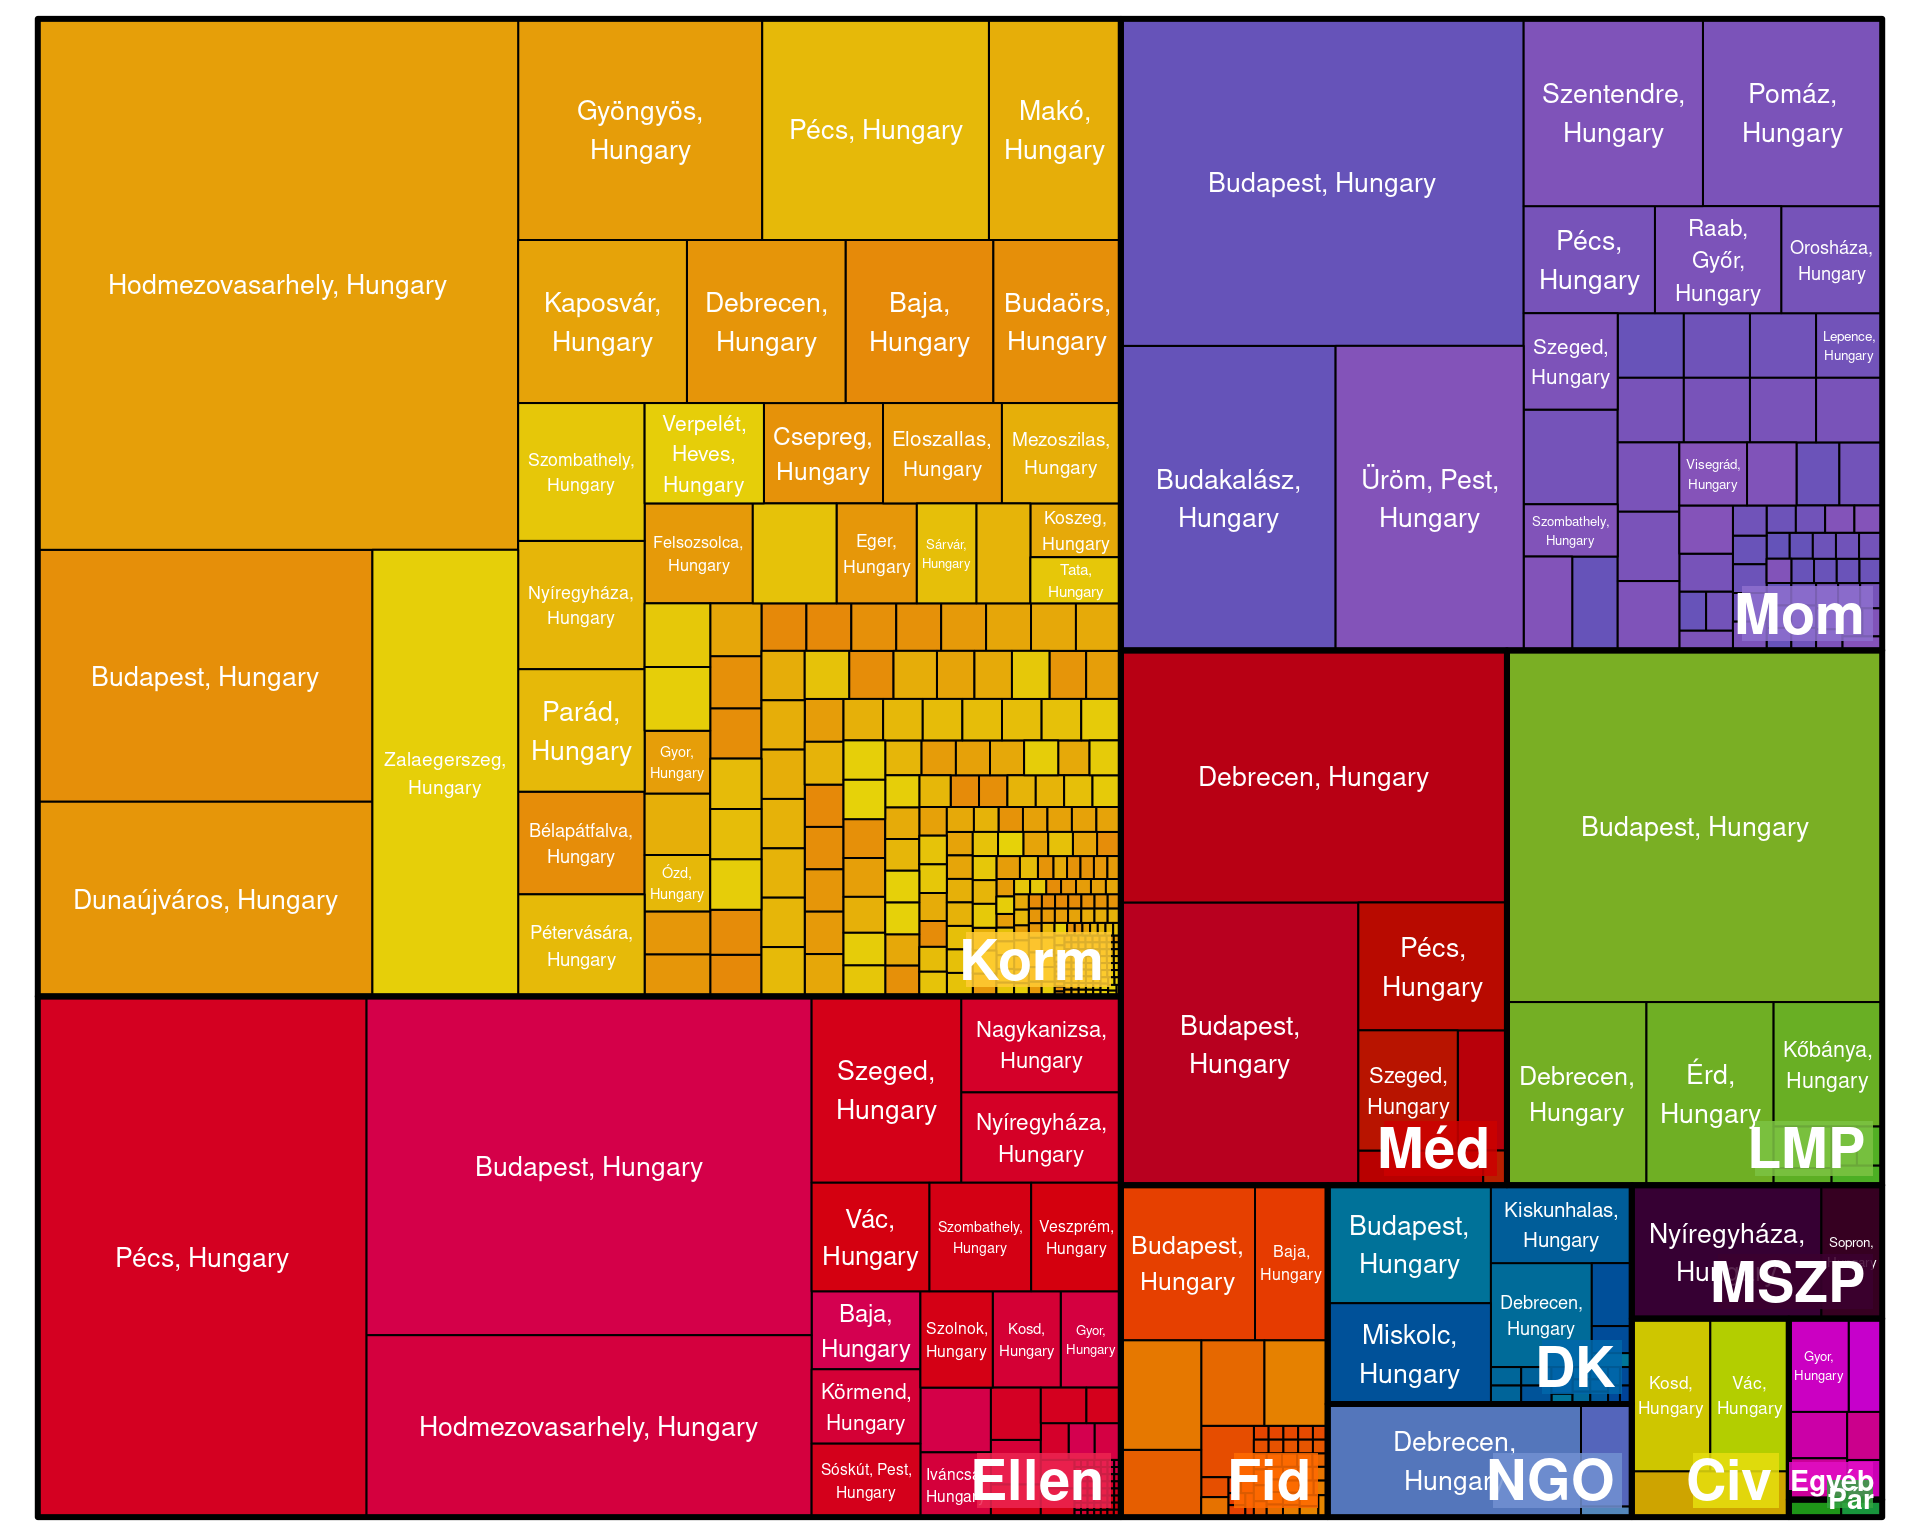 Hodmezovasarhely, Hungary
Gyöngyös,
Hungary
Pécs, Hungary
Makó,
Hungary
Kaposvár,
Hungary
Debrecen,
Hungary
Baja,
Hungary
Budaörs,
Hungary
Szombathely,
Hungary
Verpelét,
Heves,
Hungary
Csepreg,
Hungary
Eloszallas,
Hungary
Mezoszilas,
Hungary
Felsozsolca,
Hungary
Eger,
Hungary
Sárvár,
Hungary
Koszeg,
Hungary
Tata,
Hungary
Budapest, Hungary
Dunaújváros, Hungary
Zalaegerszeg,
Hungary
Nyíregyháza,
Hungary
Parád,
Hungary
Gyor,
Hungary
Bélapátfalva,
Hungary
Ózd,
Hungary
Pétervására,
Hungary
Korm
Budapest, Hungary
Szentendre,
Hungary
Pomáz,
Hungary
Pécs,
Hungary
Raab,
Győr,
Hungary
Orosháza,
Hungary
Szeged,
Hungary
Lepence,
Hungary
Budakalász,
Hungary
Üröm, Pest,
Hungary
Visegrád,
Hungary
Szombathely,
Hungary
Mom
Debrecen, Hungary
Budapest,
Hungary
Pécs,
Hungary
Szeged,
Hungary
Méd
Budapest, Hungary
Debrecen,
Hungary
Érd,
Hungary
Kőbánya,
Hungary
LMP
Pécs, Hungary
Budapest, Hungary
Hodmezovasarhely, Hungary
Szeged,
Hungary
Nagykanizsa,
Hungary
Nyíregyháza,
Hungary
Vác,
Hungary
Szombathely,
Hungary
Veszprém,
Hungary
Baja,
Hungary
Szolnok,
Hungary
Kosd,
Hungary
Gyor,
Hungary
Körmend,
Hungary
Sóskút, Pest,
Hungary
Iváncsa
Hungary
Ellen
Budapest,
Hungary
Baja,
Hungary
Fid
Budapest,
Hungary
Kiskunhalas,
Hungary
Miskolc,
Hungary
Debrecen,
Hungary
DK
Debrecen,
Hungary
NGO
Nyíregyháza,
Sopron,
MSZP
Kosd,
Hungary
Vác,
Hungary
Civ
Gyor,
Hungary
Egyéb
Pár